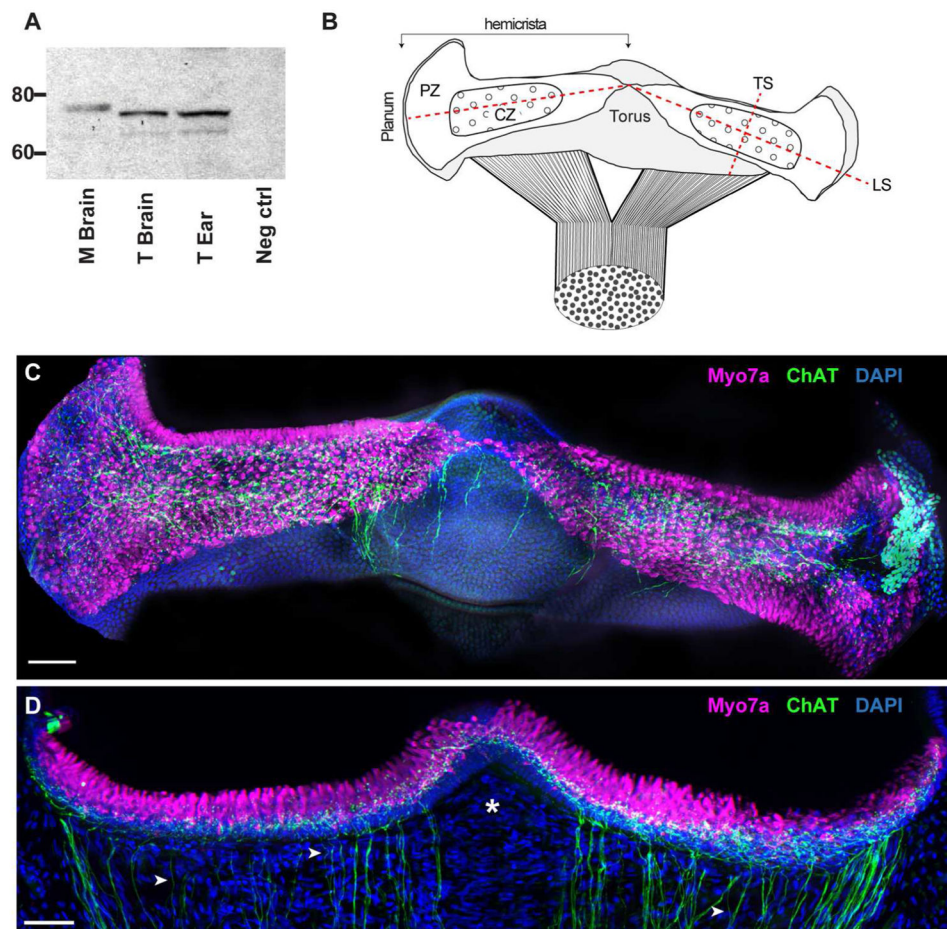 A
80
60
M Brain
T Brain
T Ear
Neg ctrl
B
hemicrista
Planum
PZ
CZ
Torus
TS
LS
C
Myo7a ChAT DAPI
D
Myo7a ChAT DAPI
*